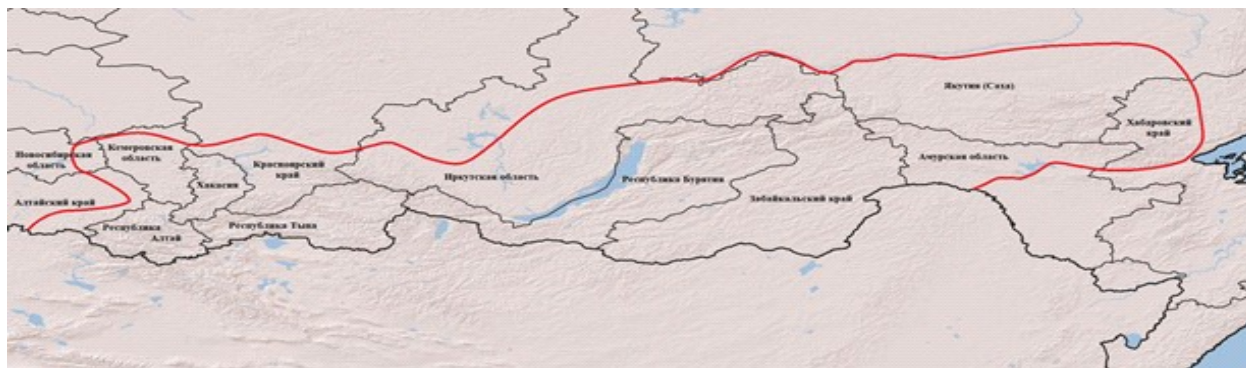 Якутия (Саха)
Хабаровский
край
Новосибирская
область
Кемеровская
область
Красноярский
край
Амурская область
Иркутская область
Республика Бурятия
Хакасия
Алтайский край
Забайкальский край
Республика
Алтай
Республика Тыва